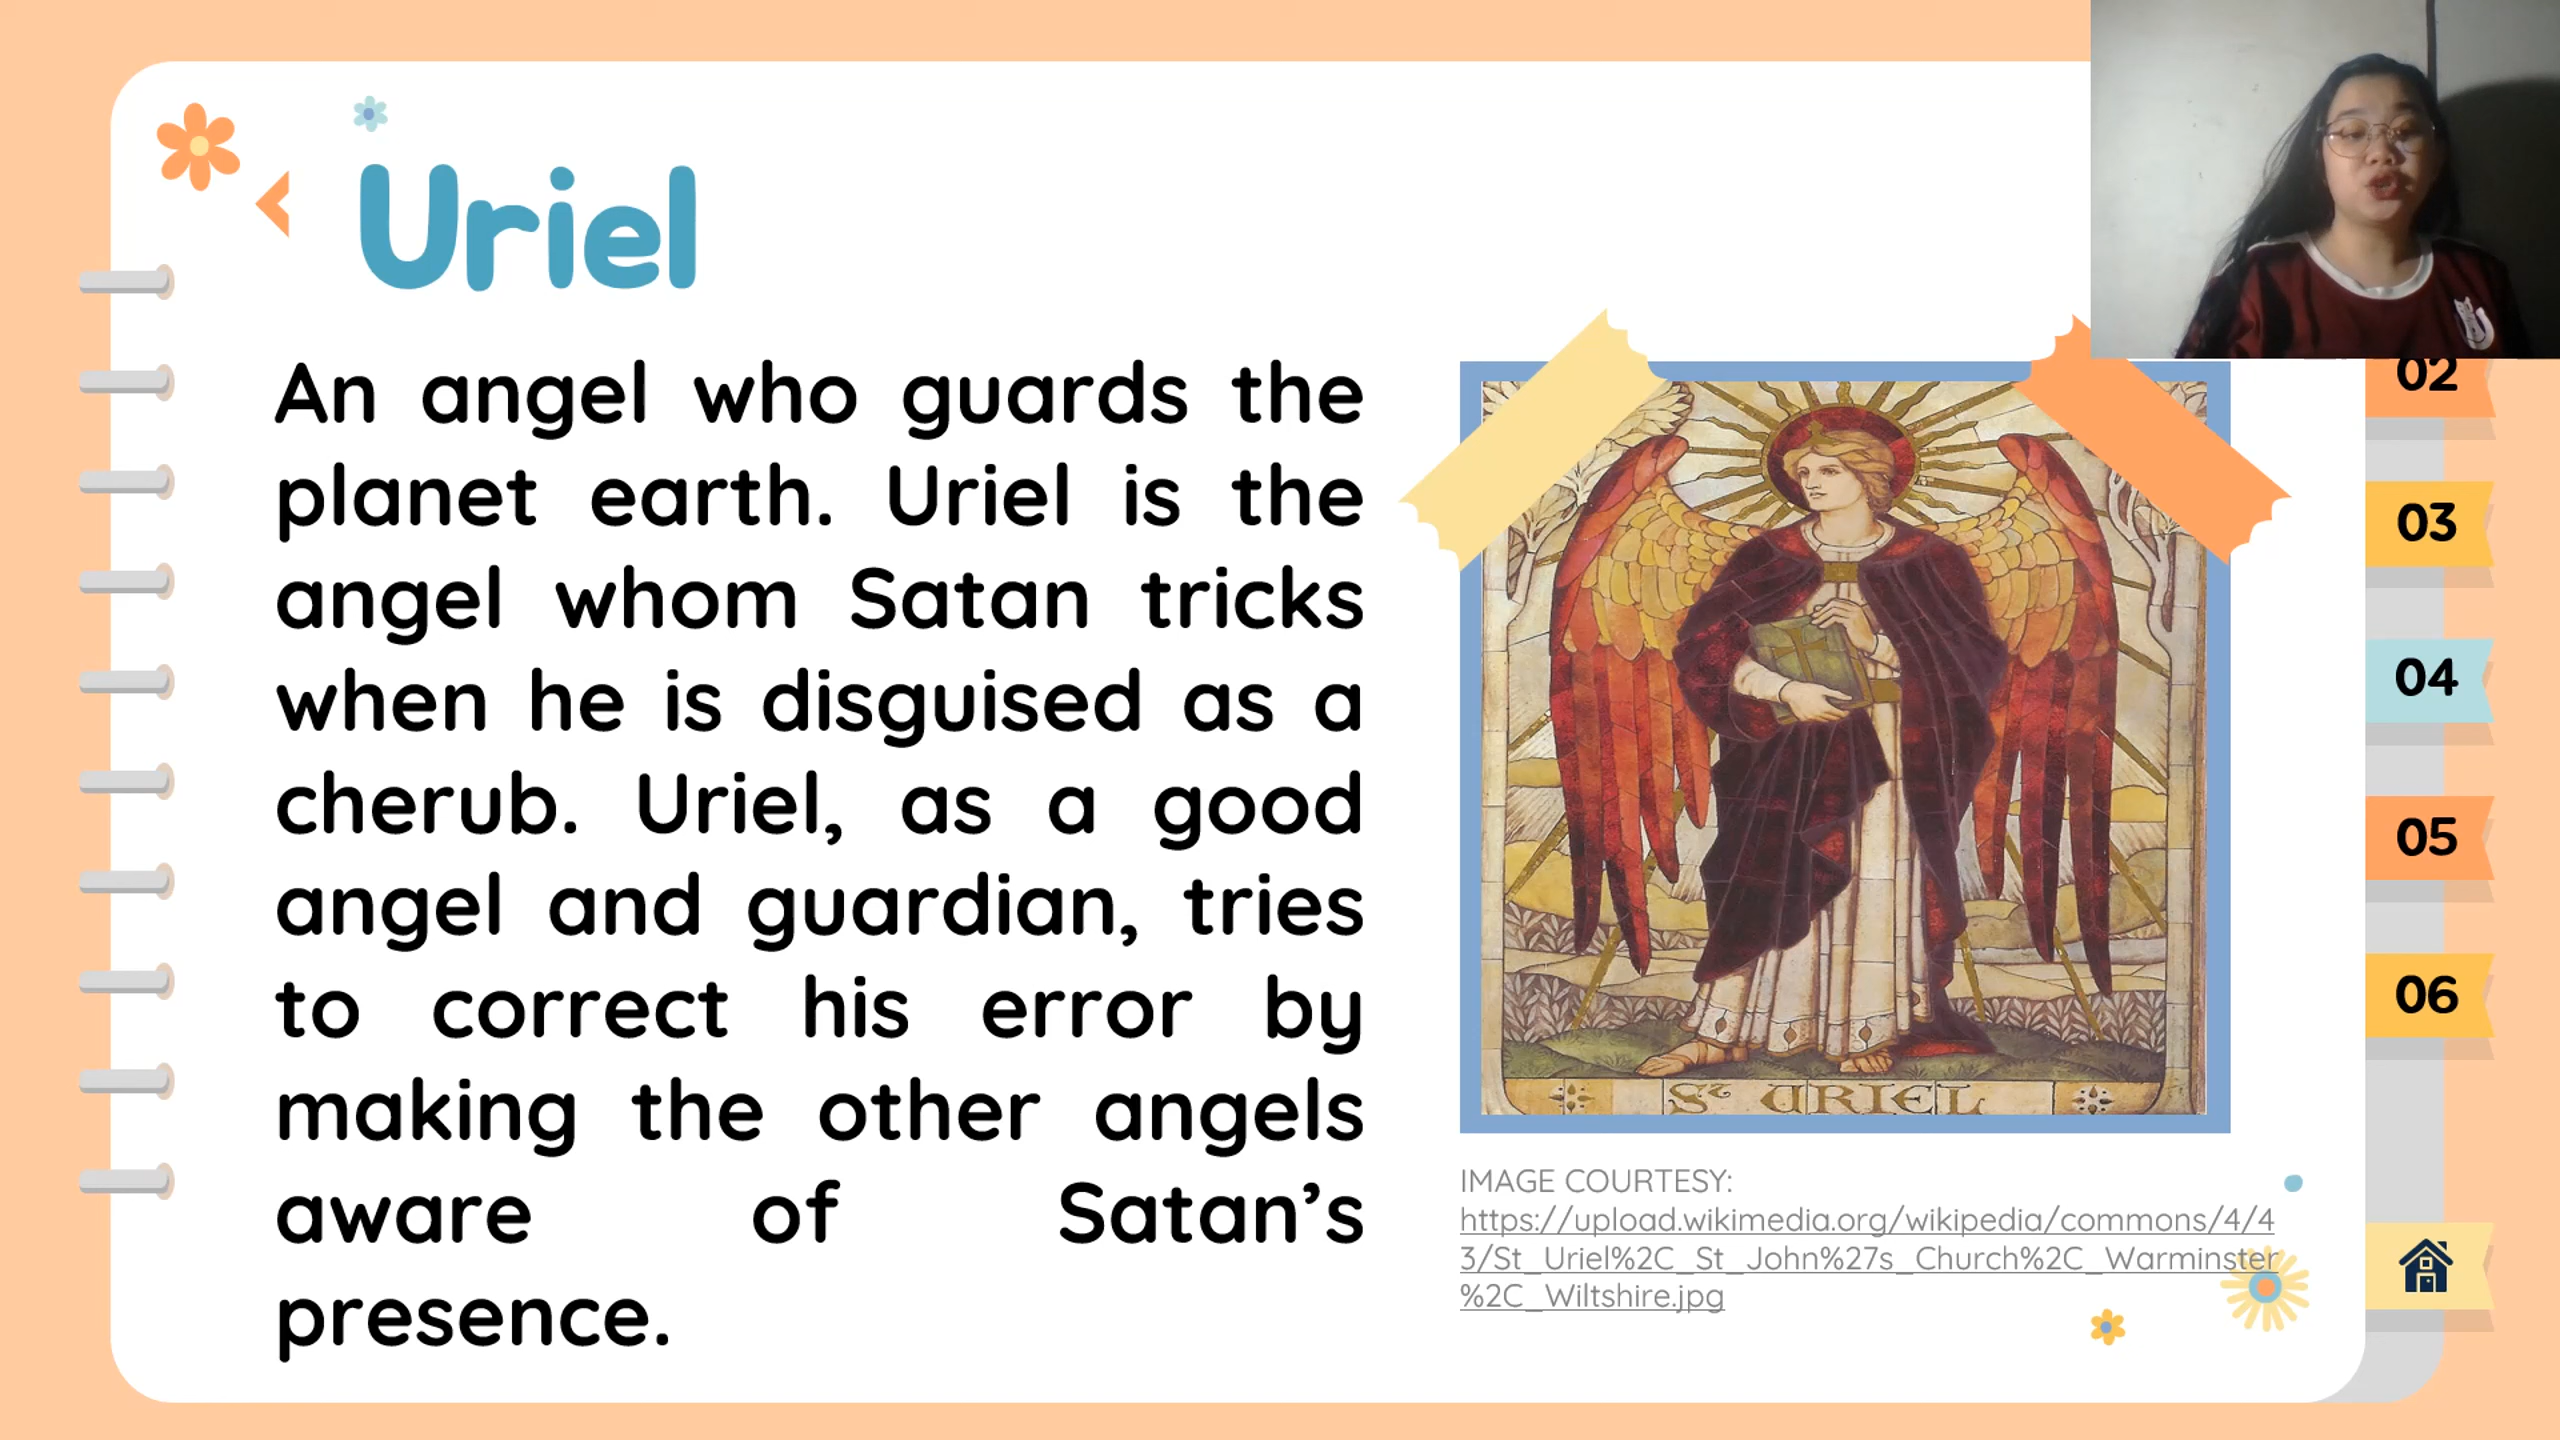 Uriel
An angel who guards the
planet earth. Uriel is the
angel whom Satan tricks
when he is disguised as a
cherub. Uriel, as a good
angel and guardian, tries
to correct his error by
making the other angels
aware of Satan’s
presence.
Sᵗ URIEL
IMAGE COURTESY:
https://upload.wikimedia.org/wikipedia/commons/4/4
3/St_Uriel%2C_St_John%27s_Church%2C_Warminster
%2C_Wiltshire.jpg
02
03
04
05
06